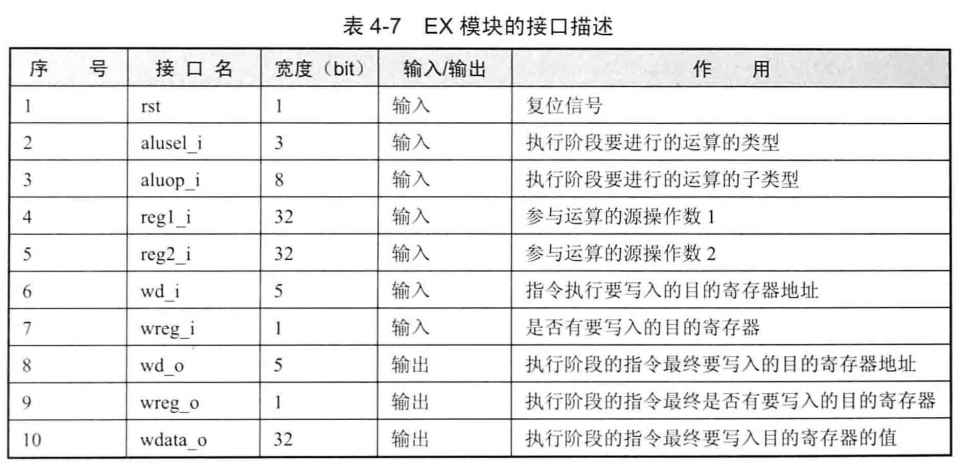 表 4-7 EX 模块的接口描述
序 号 接 口 名 宽度（bit） 输入/输出 作 用
1 rst 1 输入 复位信号
2 alusel_i 3 输入 执行阶段要进行的运算的类型
3 aluop_i 8 输入 执行阶段要进行的运算的子类型
4 reg1_i 32 输入 参与运算的源操作数 1
5 reg2_i 32 输入 参与运算的源操作数 2
6 wd_i 5 输入 指令执行要写入的目的寄存器地址
7 wreg_i 1 输入 是否有要写入的目的寄存器
8 wd_o 5 输出 执行阶段的指令最终要写入的目的寄存器地址
9 wreg_o 1 输出 执行阶段的指令最终是否有要写入的目的寄存器
10 wdata_o 32 输出 执行阶段的指令最终要写入目的寄存器的值